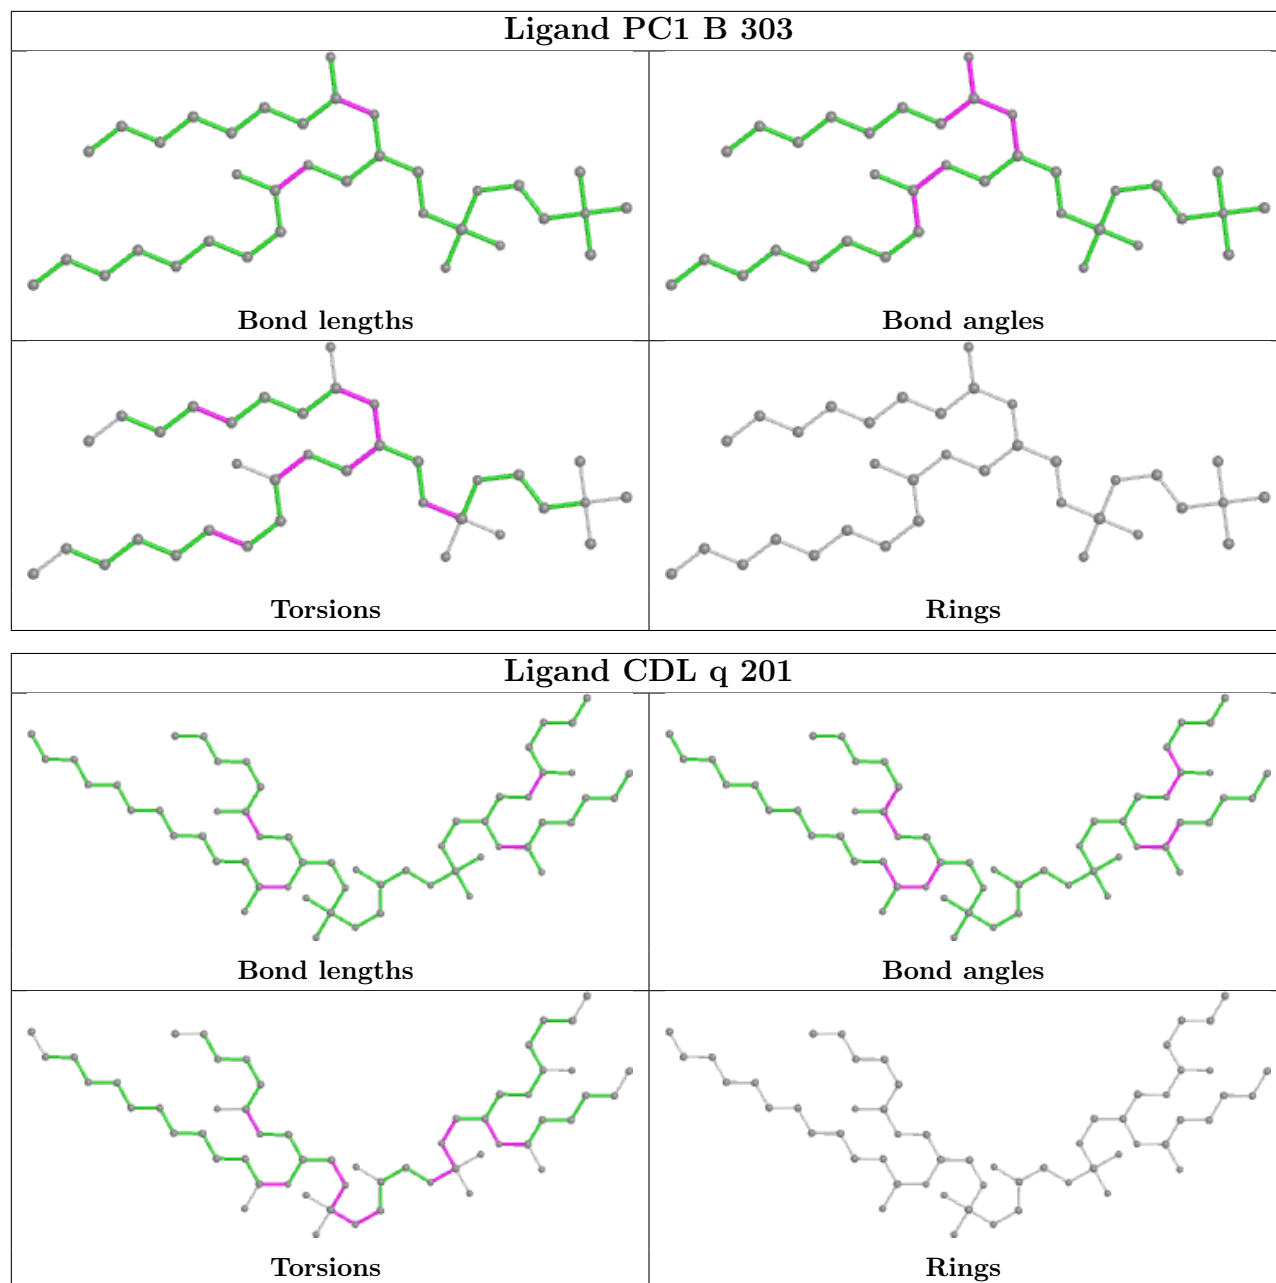 Ligand PC1 B 303
Bond lengths
Bond angles
Torsions
Rings
Ligand CDL q 201
Bond lengths
Bond angles
Torsions
Rings